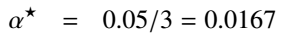 α★ = 0.05/3 = 0.0167